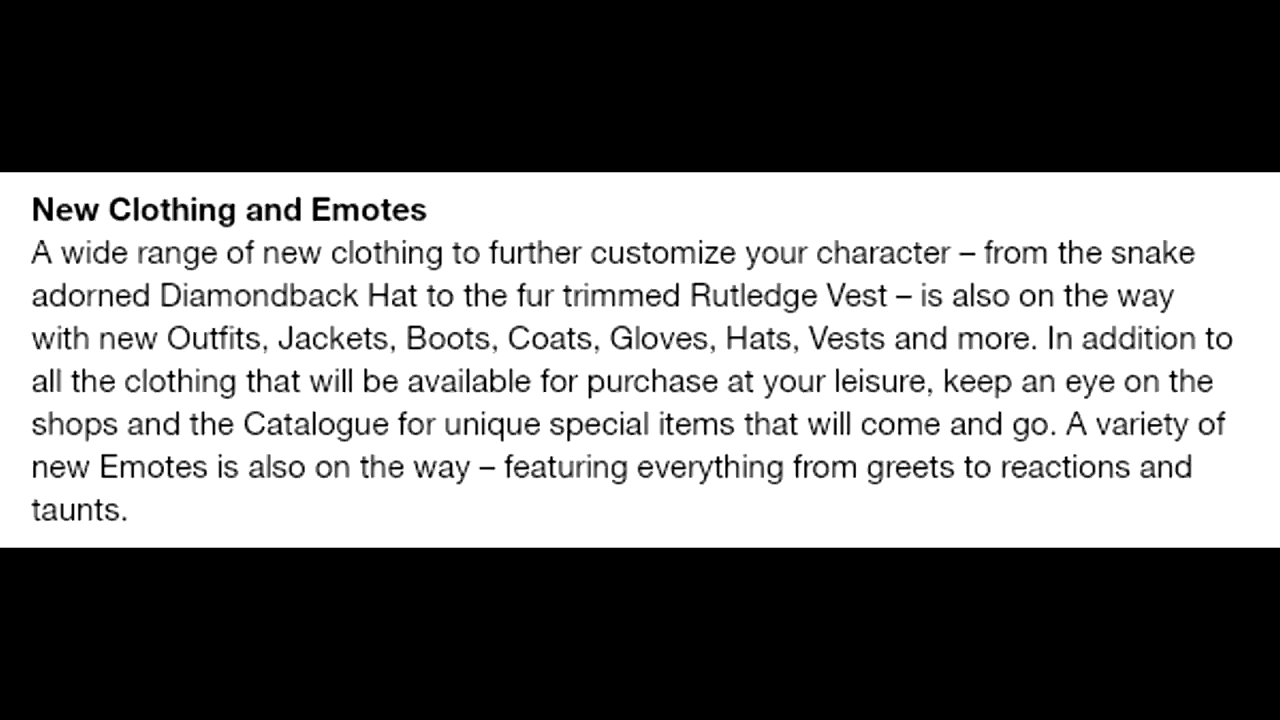 New Clothing and Emotes
A wide range of new clothing to further customize your character – from the snake
adorned Diamondback Hat to the fur trimmed Rutledge Vest – is also on the way
with new Outfits, Jackets, Boots, Coats, Gloves, Hats, Vests and more. In addition to
all the clothing that will be available for purchase at your leisure, keep an eye on the
shops and the Catalogue for unique special items that will come and go. A variety of
new Emotes is also on the way – featuring everything from greets to reactions and
taunts.